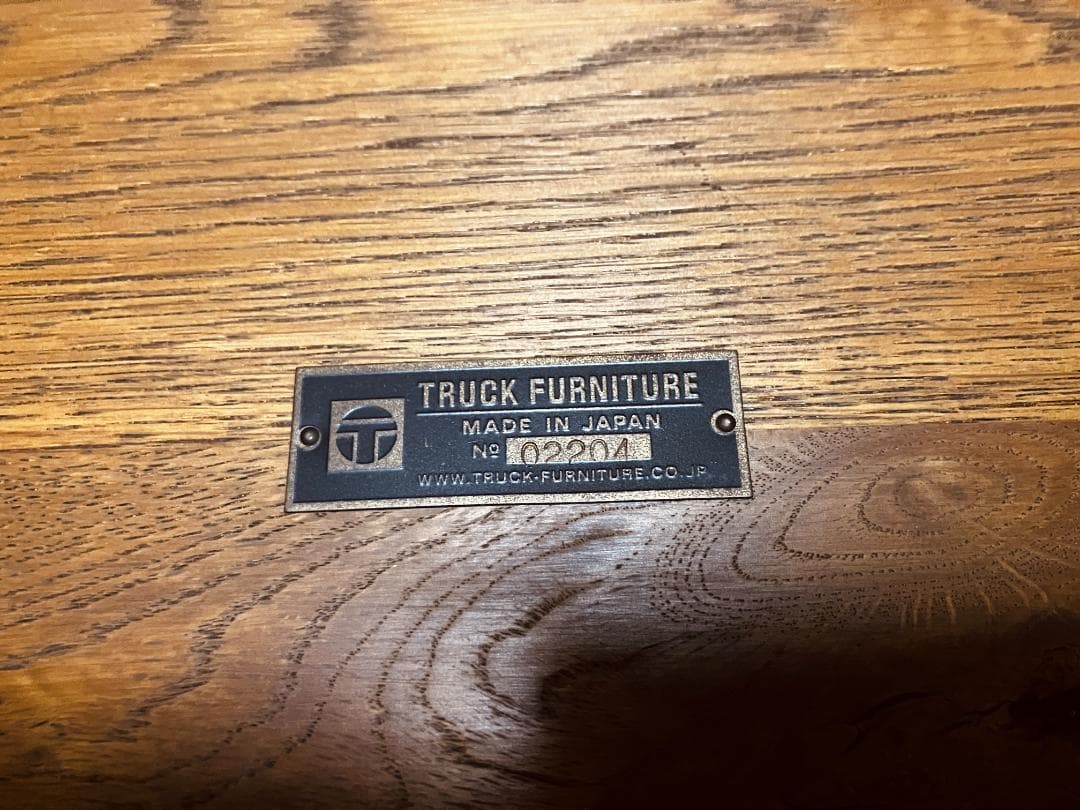 TRUCK FURNITURE
MADE IN JAPAN
Nº 02204
WWW.TRUCK-FURNITURE.CO.JP